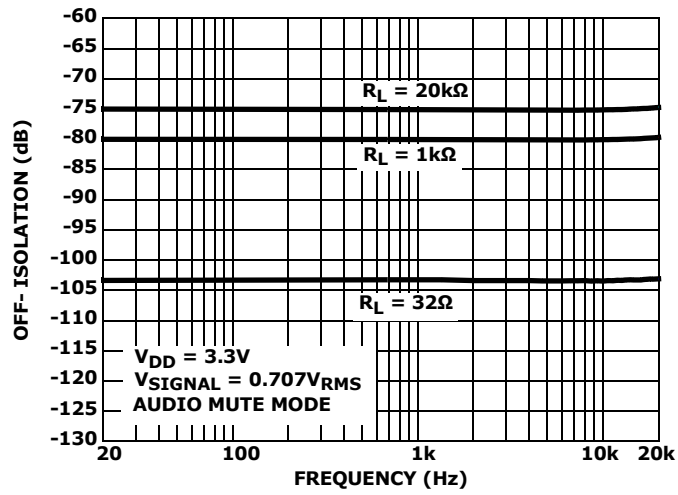 -60
-65
-70
-75
-80
-85
-90
-95
-100
-105
-110
-115
-120
-125
-130
OFF- ISOLATION (dB)
RL = 20kΩ
RL = 1kΩ
RL = 32Ω
VDD = 3.3V
VSIGNAL = 0.707VRMS
AUDIO MUTE MODE
20 100 1k 10k 20k
FREQUENCY (Hz)